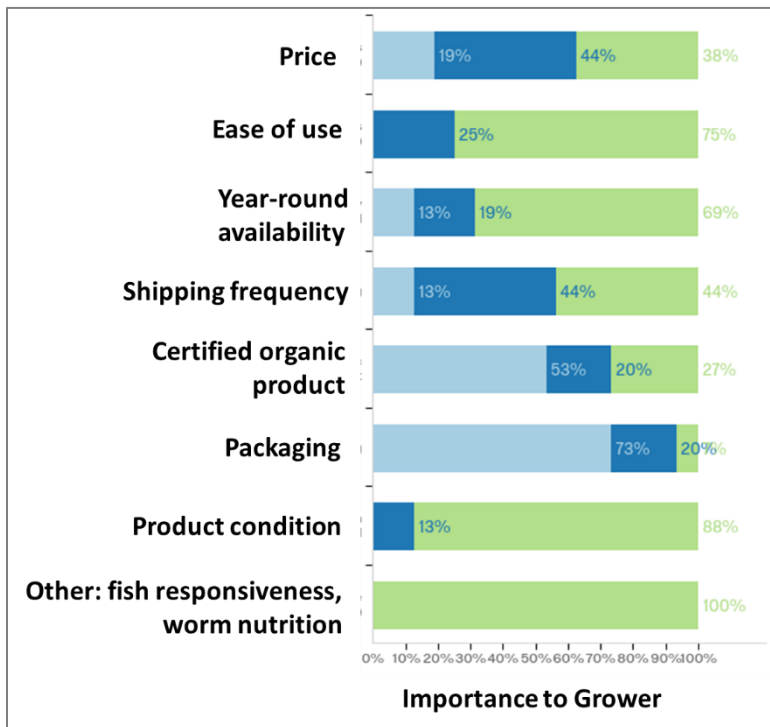 Price
19%
44%
38%
Ease of use
25%
75%
Year-round
availability
13%
19%
69%
Shipping frequency
13%
44%
44%
Certified organic
product
53%
20%
27%
Packaging
73%
20%
Product condition
13%
88%
Other: fish responsiveness,
worm nutrition
100%
0% 10% 20% 30% 40% 50% 60% 70% 80% 90% 100%
Importance to Grower